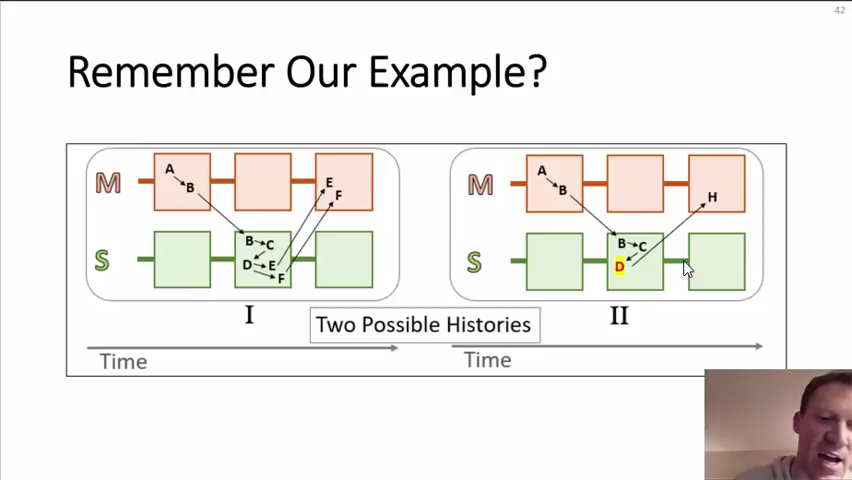 42
Remember Our Example?
M
A
B
E
F
S
B C
D E
F
I
M
A
B
H
S
B C
D
II
Two Possible Histories
Time
Time